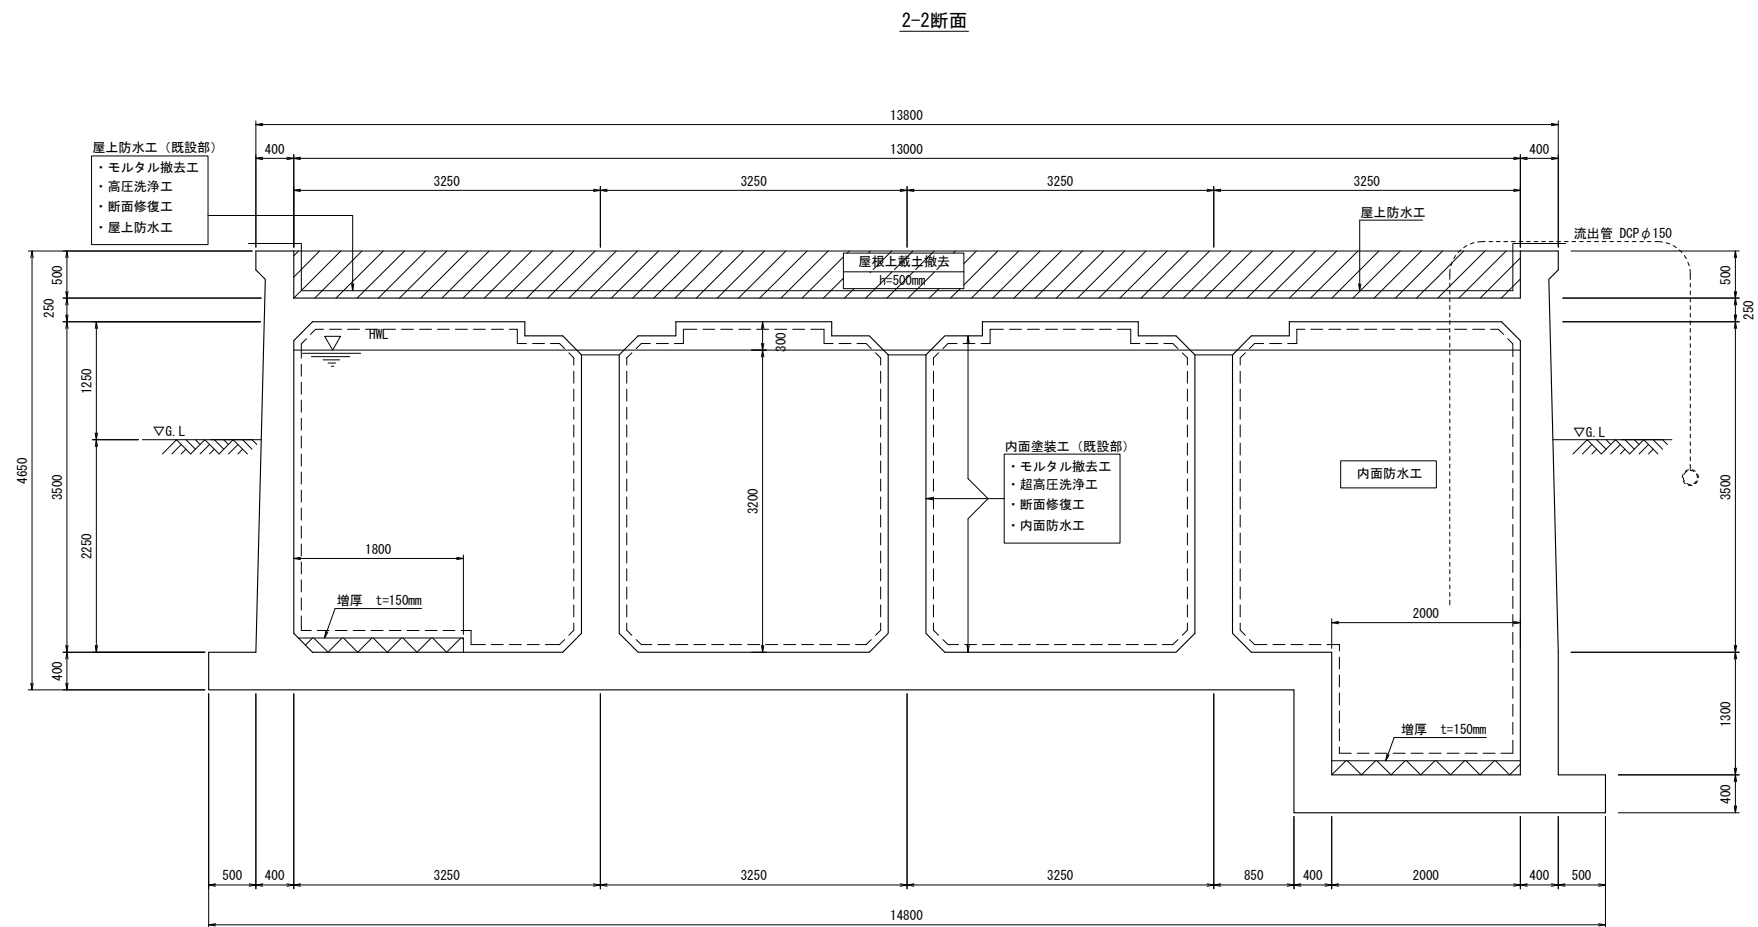 2-2断面
13800
屋上防水工（既設部）
・モルタル撤去工
・高圧洗浄工
・断面修復工
・屋上防水工
400
13000
400
3250
3250
3250
3250
屋上防水工
流出管 DCPφ150
屋根上載土撤去
h=500mm
500
250
500
250
HWL
300
1250
▽G.L
▽G.L
4650
3500
2250
3200
3500
内面塗装工（既設部）
・モルタル撤去工
・超高圧洗浄工
・断面修復工
・内面防水工
内面防水工
1800
増厚 t=150mm
2000
400
増厚 t=150mm
1300
400
500
400
3250
3250
3250
850
400
2000
400
500
14800